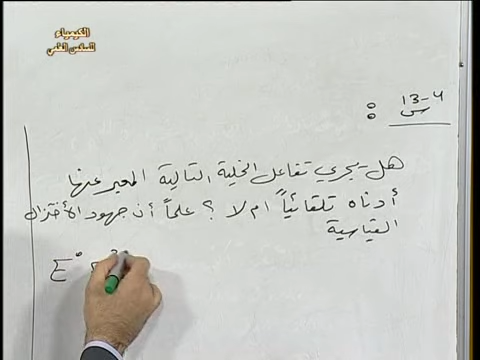 الكيمياء
للسادس العلمي
س 13-4 :
هل يجري تفاعل الخلية التالية المعبر عنها
أدناه تلقائياً ام لا ؟ علماً أن جهود الأختزال
القياسية
E°